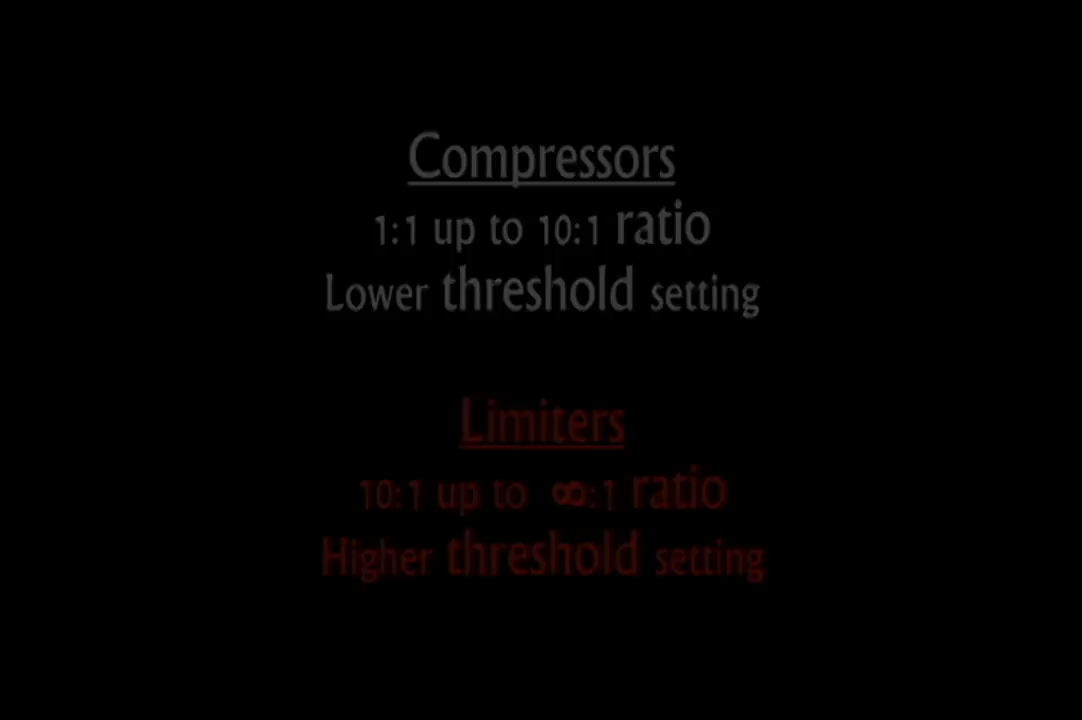 Compressors
1:1 up to 10:1 ratio
Lower threshold setting
Limiters
10:1 up to ∞:1 ratio
Higher threshold setting